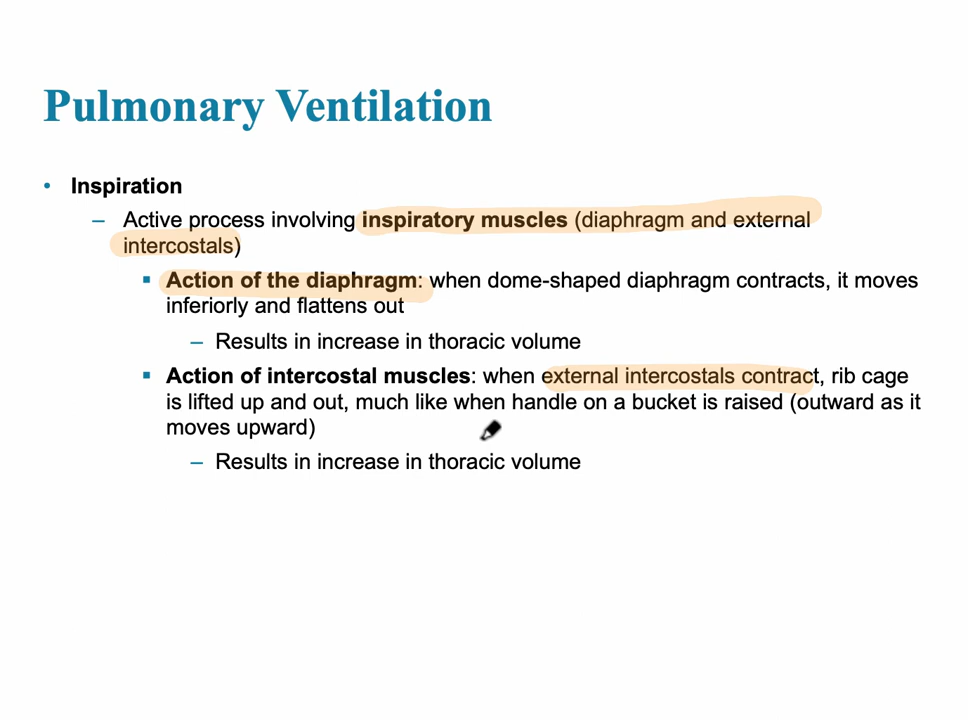 Pulmonary Ventilation
• Inspiration
– Active process involving inspiratory muscles (diaphragm and external
intercostals)
▪ Action of the diaphragm: when dome-shaped diaphragm contracts, it moves
inferiorly and flattens out
– Results in increase in thoracic volume
▪ Action of intercostal muscles: when external intercostals contract, rib cage
is lifted up and out, much like when handle on a bucket is raised (outward as it
moves upward)
– Results in increase in thoracic volume